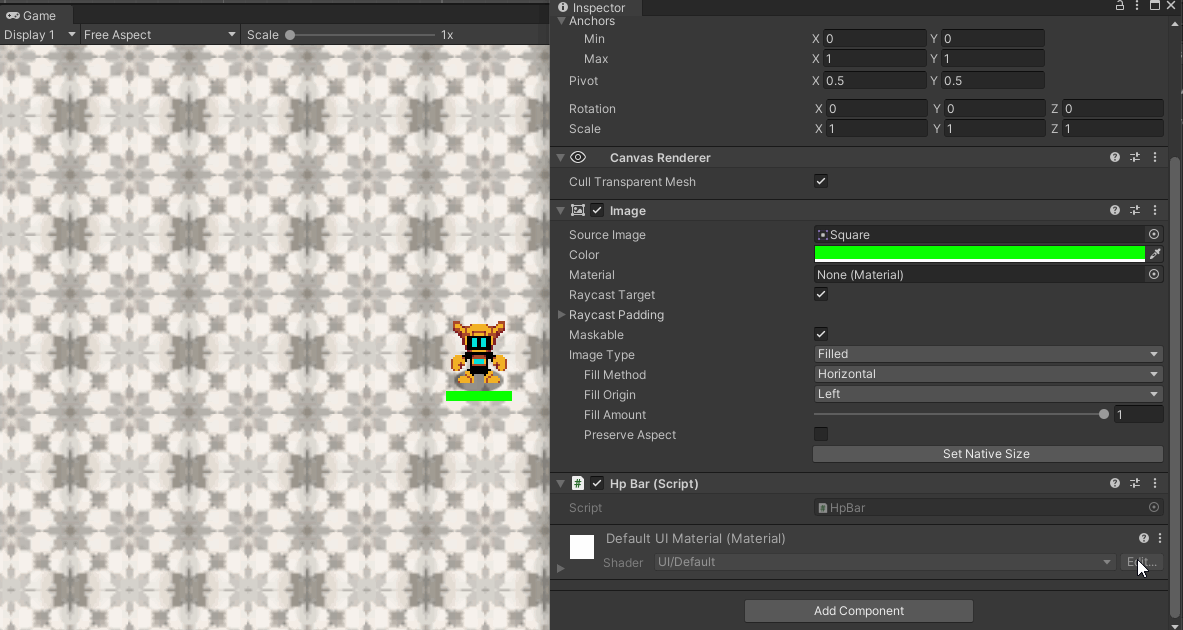 Game
Display 1 Free Aspect Scale 1x
Inspector
Anchors
Min X 0 Y 0
Max X 1 Y 1
Pivot X 0.5 Y 0.5
Rotation X 0 Y 0 Z 0
Scale X 1 Y 1 Z 1
Canvas Renderer
Cull Transparent Mesh
Image
Source Image Square
Color
Material None (Material)
Raycast Target
Raycast Padding
Maskable
Image Type Filled
Fill Method Horizontal
Fill Origin Left
Fill Amount 1
Preserve Aspect
Set Native Size
# Hp Bar (Script)
Script # HpBar
Default UI Material (Material)
Shader UI/Default Edit...
Add Component